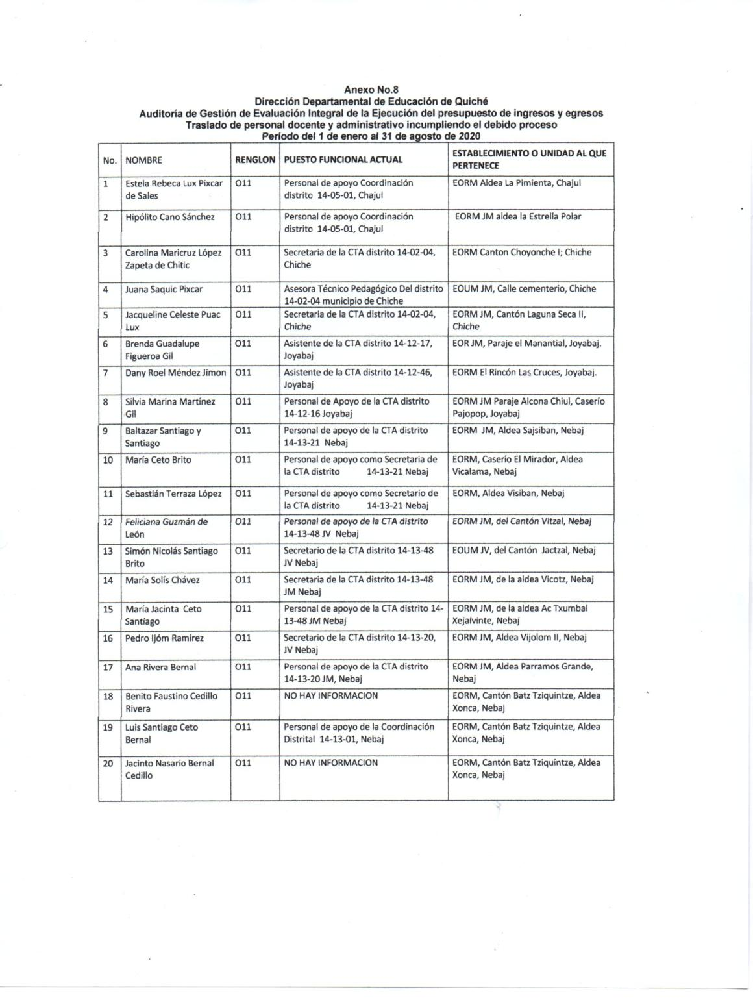 Anexo No.8
Dirección Departamental de Educación de Quiché
Auditoría de Gestión de Evaluación Integral de la Ejecución del presupuesto de ingresos y egresos
Traslado de personal docente y administrativo incumpliendo el debido proceso
Período del 1 de enero al 31 de agosto de 2020
No. NOMBRE RENGLON PUESTO FUNCIONAL ACTUAL ESTABLECIMIENTO O UNIDAD AL QUE
PERTENECE
1 Estela Rebeca Lux Pixcar O11 Personal de apoyo Coordinación EORM Aldea La Pimienta, Chajul
de Sales distrito 14-05-01, Chajul
2 Hipólito Cano Sánchez O11 Personal de apoyo Coordinación EORM JM aldea la Estrella Polar
distrito 14-05-01, Chajul
3 Carolina Maricruz López O11 Secretaria de la CTA distrito 14-02-04, EORM Canton Choyonche I; Chiche
Zapeta de Chitic Chiche
4 Juana Saquic Pixcar O11 Asesora Técnico Pedagógico Del distrito EOUM JM, Calle cementerio, Chiche
14-02-04 municipio de Chiche
5 Jacqueline Celeste Puac O11 Secretaria de la CTA distrito 14-02-04, EORM JM, Cantón Laguna Seca II,
Lux Chiche Chiche
6 Brenda Guadalupe O11 Asistente de la CTA distrito 14-12-17, EOR JM, Paraje el Manantial, Joyabaj.
Figueroa Gil Joyabaj
7 Dany Roel Méndez Jimon O11 Asistente de la CTA distrito 14-12-46, EORM El Rincón Las Cruces, Joyabaj.
Joyabaj
8 Silvia Marina Martínez O11 Personal de Apoyo de la CTA distrito EORM JM Paraje Alcona Chiul, Caserío
Gil 14-12-16 Joyabaj Pajopop, Joyabaj
9 Baltazar Santiago y O11 Personal de apoyo de la CTA distrito EORM JM, Aldea Sajsiban, Nebaj
Santiago 14-13-21 Nebaj
10 María Ceto Brito O11 Personal de apoyo como Secretaria de EORM, Caserío El Mirador, Aldea
la CTA distrito 14-13-21 Nebaj Vicalama, Nebaj
11 Sebastián Terraza López O11 Personal de apoyo como Secretario de EORM, Aldea Visiban, Nebaj
la CTA distrito 14-13-21 Nebaj
12 Feliciana Guzmán de O11 Personal de apoyo de la CTA distrito EORM JM, del Cantón Vitzal, Nebaj
León 14-13-48 JV Nebaj
13 Simón Nicolás Santiago O11 Secretario de la CTA distrito 14-13-48 EOUM JV, del Cantón Jactzal, Nebaj
Brito JV Nebaj
14 María Solís Chávez O11 Secretaria de la CTA distrito 14-13-48 EORM JM, de la aldea Vicotz, Nebaj
JM Nebaj
15 María Jacinta Ceto O11 Personal de apoyo de la CTA distrito 14- EORM JM, de la aldea Ac Txumbal
Santiago 13-48 JM Nebaj Xejalvinte, Nebaj
16 Pedro Ijóm Ramírez O11 Secretario de la CTA distrito 14-13-20, EORM JM, Aldea Vijolom II, Nebaj
JV Nebaj
17 Ana Rivera Bernal O11 Personal de apoyo de la CTA distrito EORM JM, Aldea Parramos Grande,
14-13-20 JM, Nebaj Nebaj
18 Benito Faustino Cedillo O11 NO HAY INFORMACION EORM, Cantón Batz Tziquintze, Aldea
Rivera Xonca, Nebaj
19 Luis Santiago Ceto O11 Personal de apoyo de la Coordinación EORM, Cantón Batz Tziquintze, Aldea
Bernal Distrital 14-13-01, Nebaj Xonca, Nebaj
20 Jacinto Nasario Bernal O11 NO HAY INFORMACION EORM, Cantón Batz Tziquintze, Aldea
Cedillo Xonca, Nebaj